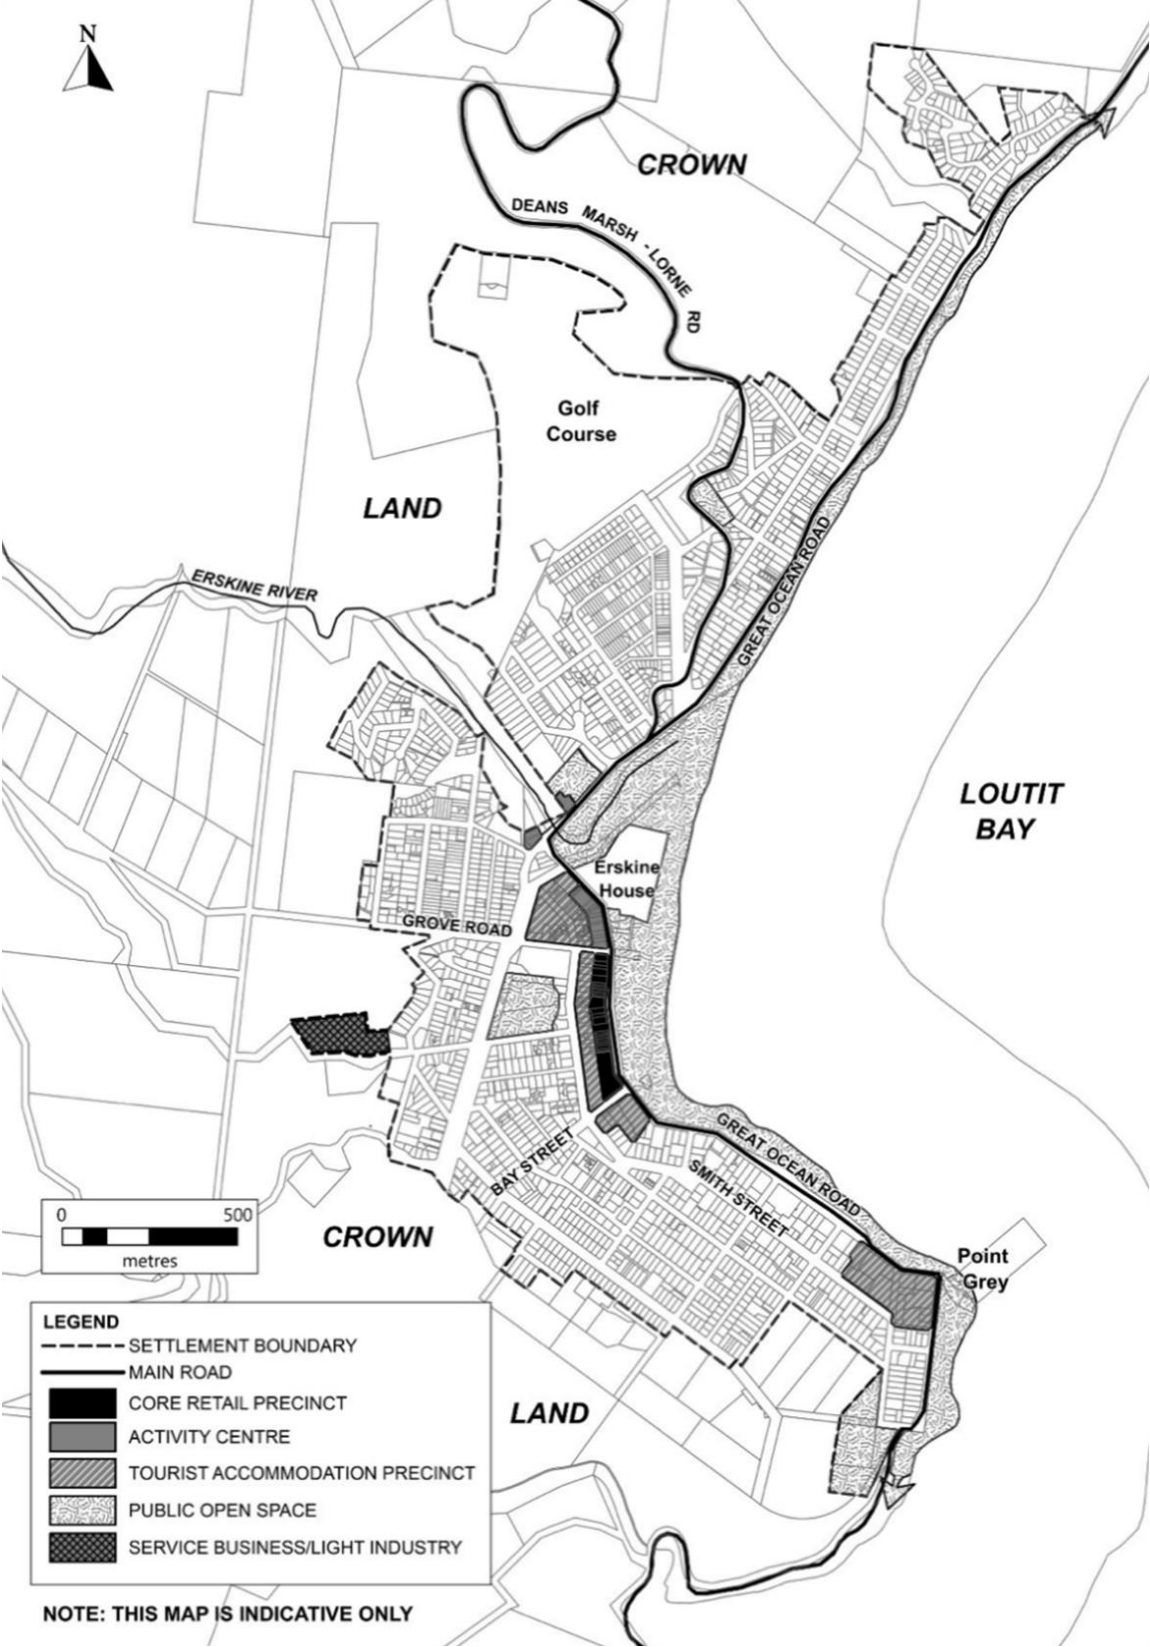 N
CROWN
DEANS MARSH - LORNE RD
Golf
Course
LAND
ERSKINE RIVER
GREAT OCEAN ROAD
LOUTIT
BAY
Erskine
House
GROVE ROAD
BAY STREET
GREAT OCEAN ROAD
SMITH STREET
0 500
metres
CROWN
Point
Grey
LEGEND
SETTLEMENT BOUNDARY
MAIN ROAD
CORE RETAIL PRECINCT
ACTIVITY CENTRE
TOURIST ACCOMMODATION PRECINCT
PUBLIC OPEN SPACE
SERVICE BUSINESS/LIGHT INDUSTRY
LAND
NOTE: THIS MAP IS INDICATIVE ONLY